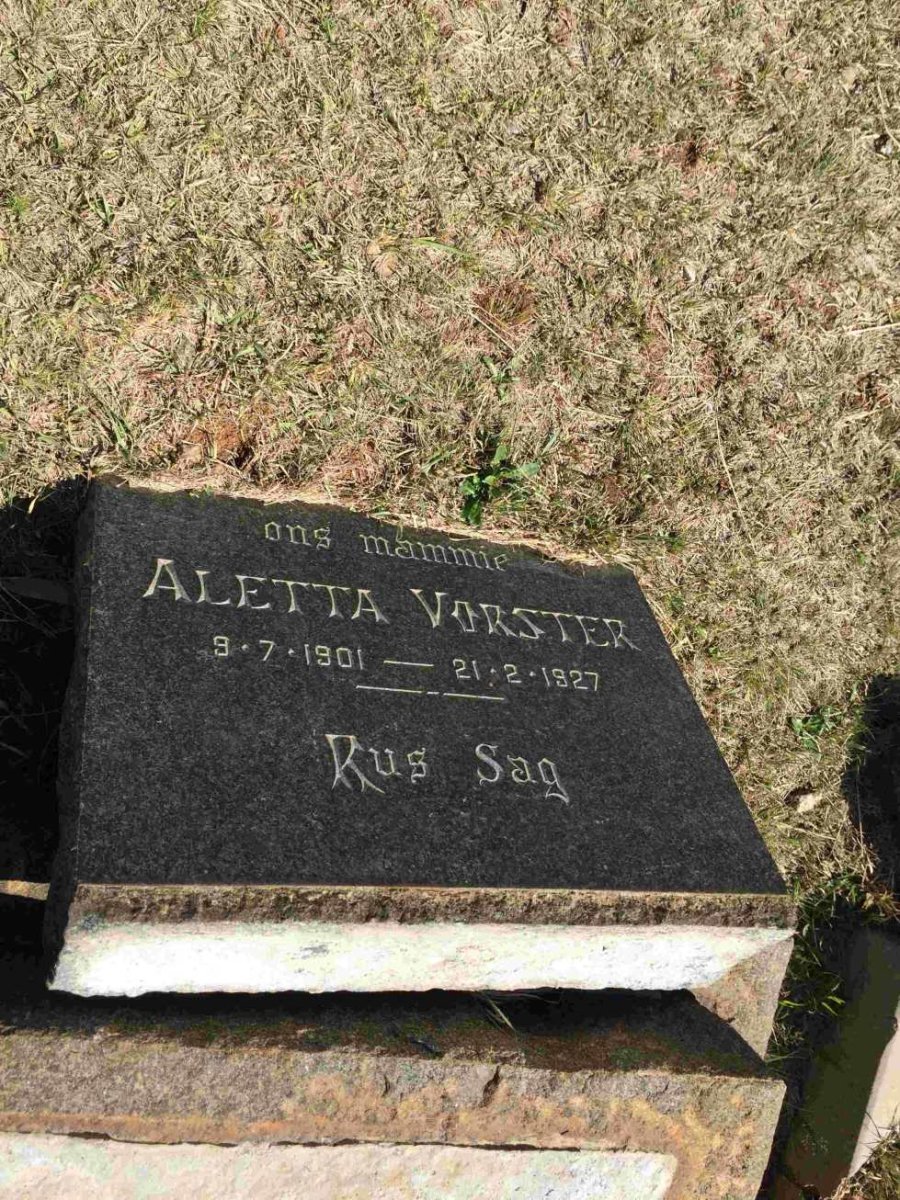 ons mammie
ALETTA VORSTER
9·7·1901 — 21·2·1927
Rus Sag